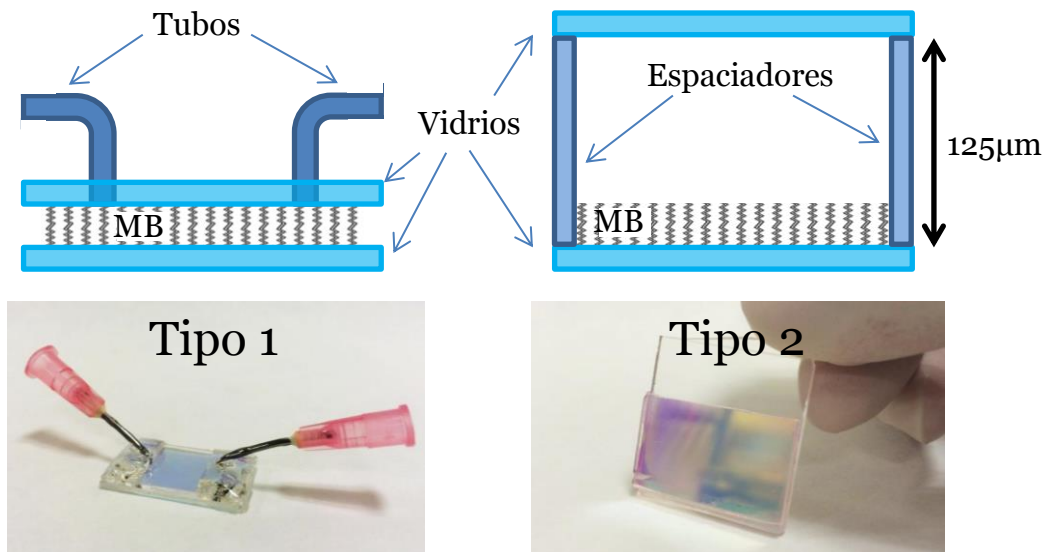 Tubos
Vidrios
MB
Espaciadores
MB
125µm
Tipo 1
Tipo 2